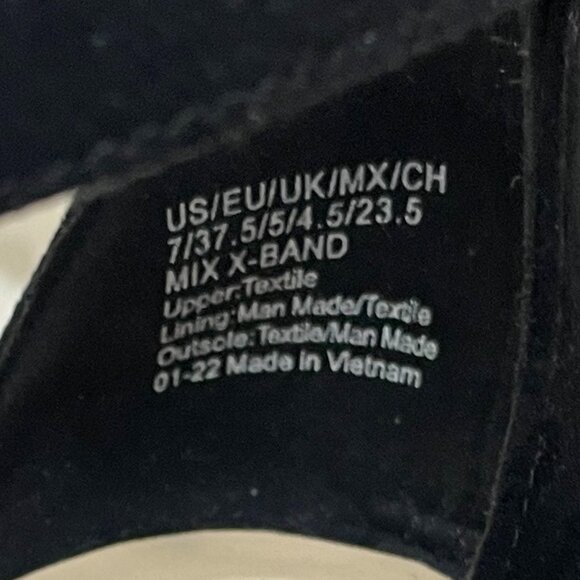 US/EU/UK/MX/CH
7/37.5/5/4.5/23.5
MIX X-BAND
Upper:Textile
Lining:Man Made/Textile
Outsole:Textile/Man Made
01-22 Made in Vietnam